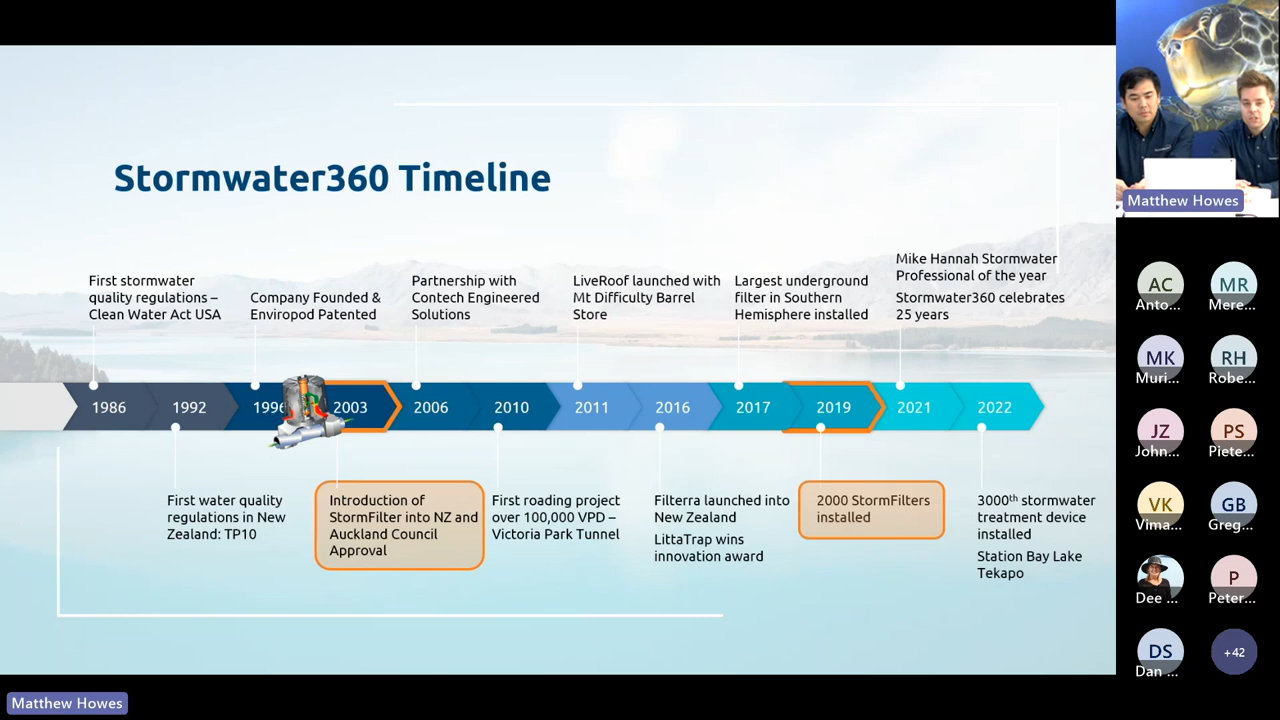 Stormwater360 Timeline
First stormwater
quality regulations –
Clean Water Act USA
Company Founded &
Enviropod Patented
Partnership with
Contech Engineered
Solutions
LiveRoof launched with
Mt Difficulty Barrel
Store
Largest underground
filter in Southern
Hemisphere installed
Mike Hannah Stormwater
Professional of the year
Stormwater360 celebrates
25 years
1986
1992
1996
2003
2006
2010
2011
2016
2017
2019
2021
2022
First water quality
regulations in New
Zealand: TP10
Introduction of
StormFilter into NZ and
Auckland Council
Approval
First roading project
over 100,000 VPD –
Victoria Park Tunnel
Filterra launched into
New Zealand
LittaTrap wins
innovation award
2000 StormFilters
installed
3000th stormwater
treatment device
installed
Station Bay Lake
Tekapo
Matthew Howes
Matthew Howes
AC
Anto...
MR
Mere...
MK
Muri...
RH
Robe...
JZ
John...
PS
Piete...
VK
Vima...
GB
Greg...
Dee ...
P
Peter...
DS
Dan ...
+42